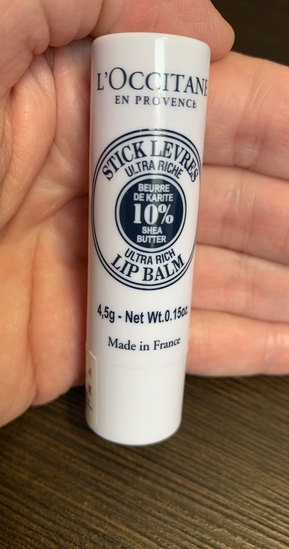 L'OCCITANE
EN PROVENCE
STICK LEVRES
ULTRA RICHE
BEURRE
DE KARITE
10%
SHEA
BUTTER
ULTRA RICH
LIP BALM
4,5g - Net Wt.0.15oz.
Made in France